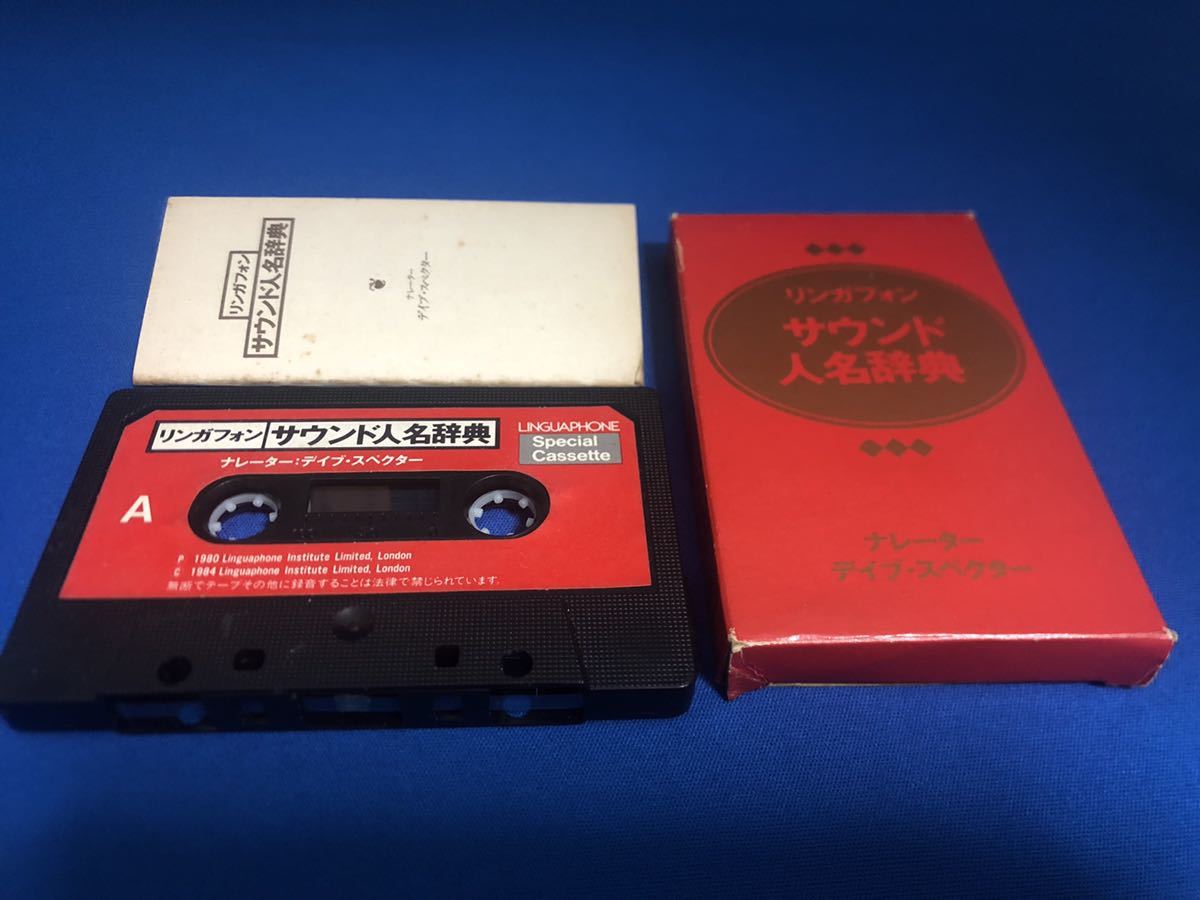 リンガフォン
サウンド人名辞典
ナレーター
デイブ・スペクター
リンガフォン サウンド人名辞典
LINGUAPHONE
Special
Cassette
ナレーター:デイブ・スペクター
A
P 1980 Linguaphone Institute Limited, London
C 1984 Linguaphone Institute Limited, London
無断でテープその他に録音することは法律で禁じられています。
リンガフォン
サウンド
人名辞典
ナレーター
デイブ・スペクター